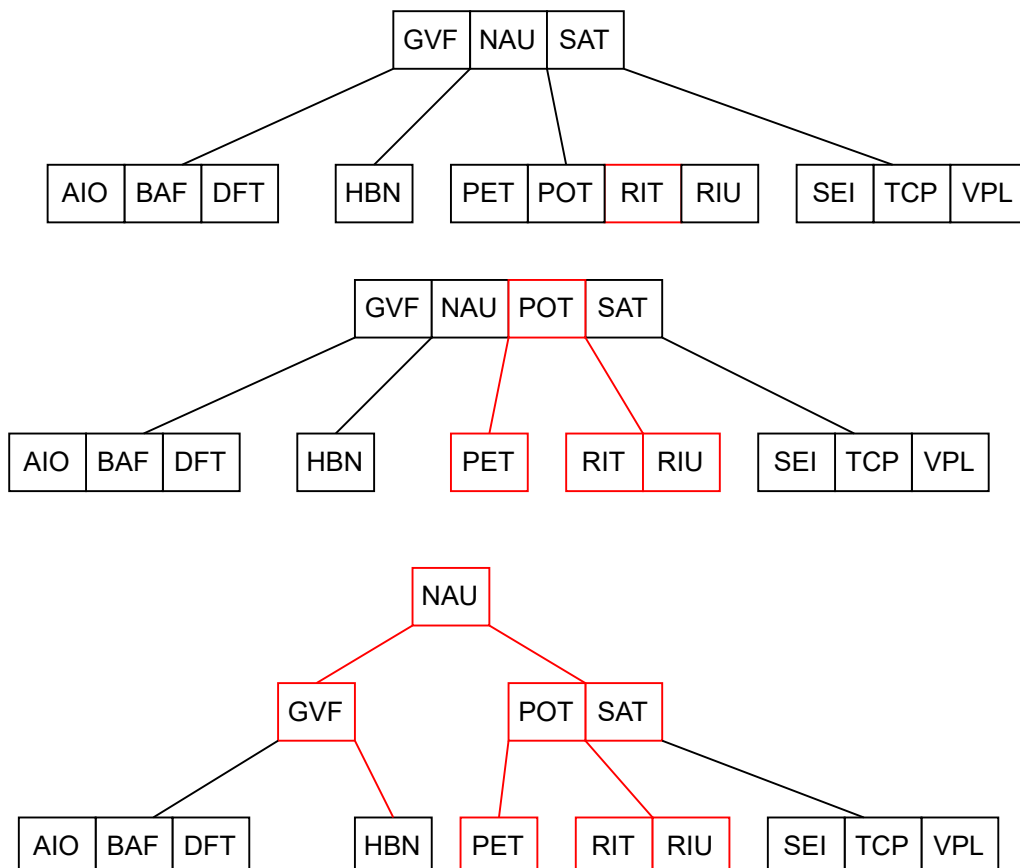 GVF NAU SAT
AIO BAF DFT HBN PET POT RIT RIU SEI TCP VPL
GVF NAU POT SAT
AIO BAF DFT HBN PET RIT RIU SEI TCP VPL
NAU
GVF POT SAT
AIO BAF DFT HBN PET RIT RIU SEI TCP VPL